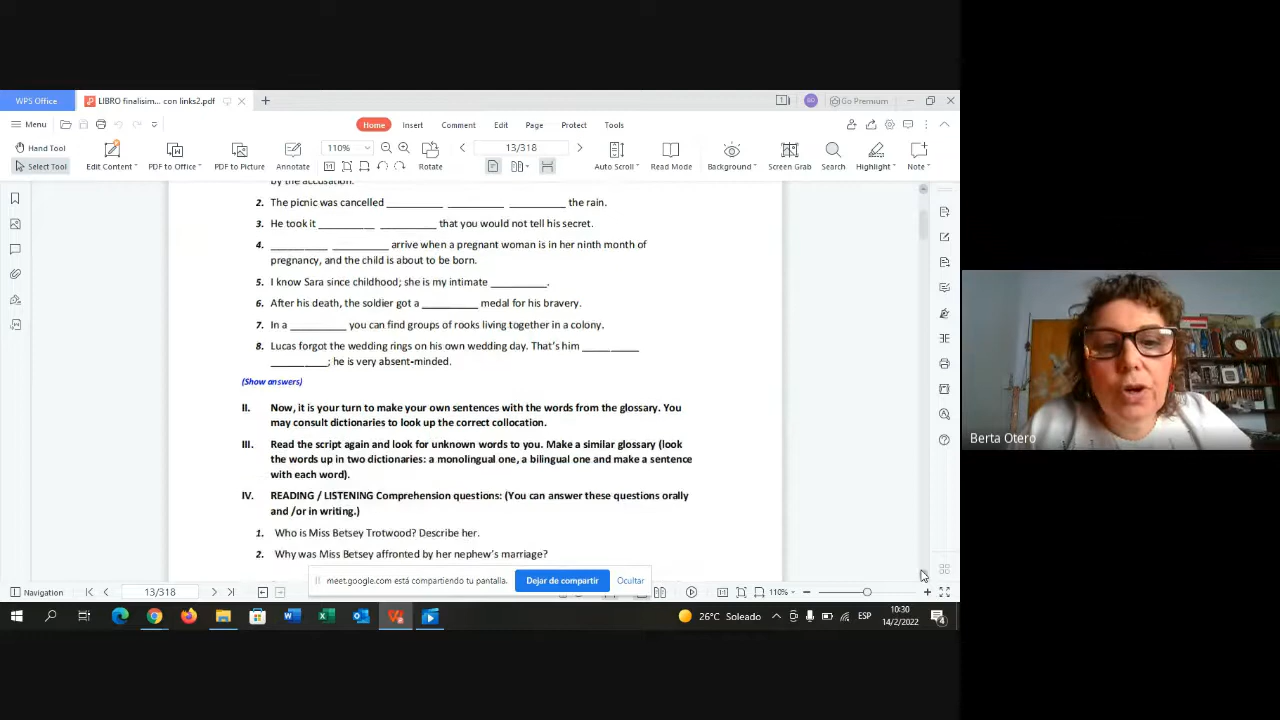 WPS Office
LIBRO finalisim... con links2.pdf
Go Premium
Menu
Home Insert Comment Edit Page Protect Tools
Hand Tool
Select Tool
Edit Content
PDF to Office
PDF to Picture
Annotate
110%
Rotate
13/318
Auto Scroll
Read Mode
Background
Screen Grab
Search
Highlight
Note
by the accusation.
2. The picnic was cancelled __________ __________ __________ the rain.
3. He took it __________ __________ that you would not tell his secret.
4. __________ __________ arrive when a pregnant woman is in her ninth month of
pregnancy, and the child is about to be born.
5. I know Sara since childhood; she is my intimate __________.
6. After his death, the soldier got a __________ medal for his bravery.
7. In a __________ you can find groups of rooks living together in a colony.
8. Lucas forgot the wedding rings on his own wedding day. That's him __________
__________; he is very absent-minded.
(Show answers)
II. Now, it is your turn to make your own sentences with the words from the glossary. You
may consult dictionaries to look up the correct collocation.
III. Read the script again and look for unknown words to you. Make a similar glossary (look
the words up in two dictionaries: a monolingual one, a bilingual one and make a sentence
with each word).
IV. READING / LISTENING Comprehension questions: (You can answer these questions orally
and /or in writing.)
1. Who is Miss Betsey Trotwood? Describe her.
2. Why was Miss Betsey affronted by her nephew's marriage?
meet.google.com está compartiendo tu pantalla.
Dejar de compartir
Ocultar
Navigation
13/318
110%
26°C Soleado
ESP
10:30
14/2/2022
4
Berta Otero